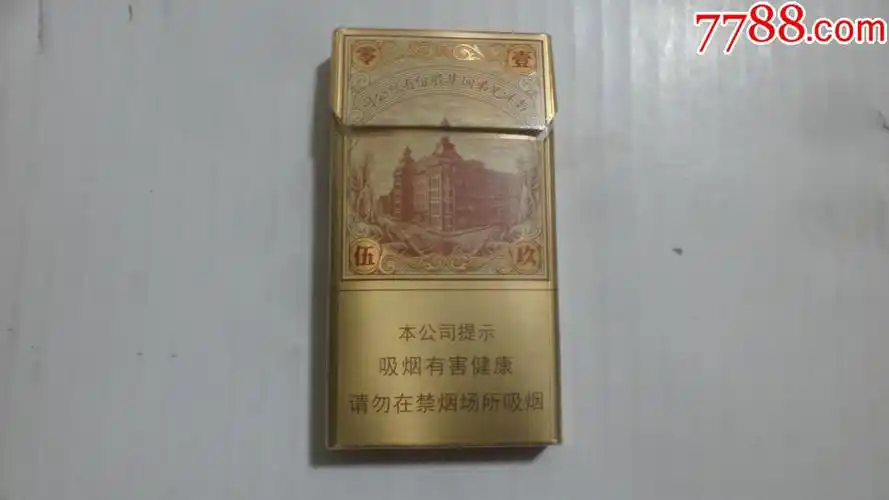 7788.com
零 壹
伍 玖
本公司提示
吸烟有害健康
请勿在禁烟场所吸烟